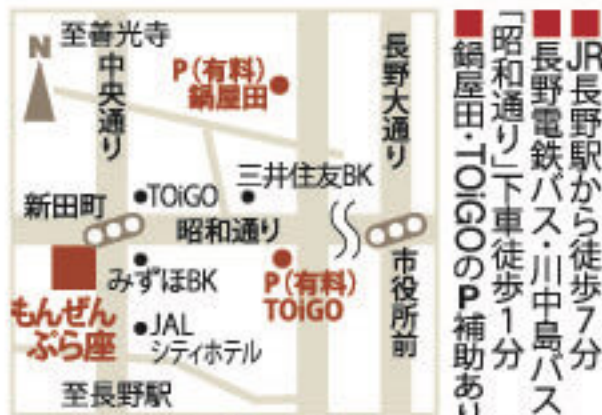 至善光寺
N
中央通り
P(有料)
鍋屋田
長野大通り
TOiGO
三井住友BK
新田町
昭和通り
みずほBK
P(有料)
TOiGO
市役所前
もんぜん
ぷら座
JAL
シティホテル
至長野駅
■JR長野駅から徒歩7分
■長野電鉄バス・川中島バス
「昭和通り」下車徒歩1分
■鍋屋田・TOiGOのP補助あり